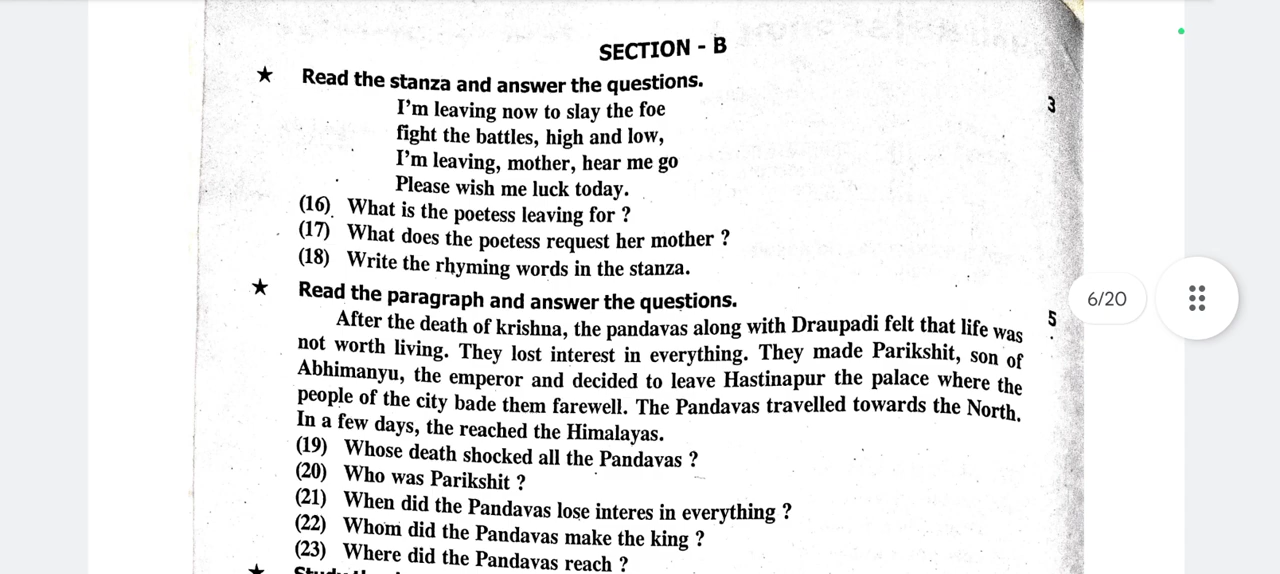 SECTION - B
★ Read the stanza and answer the questions. 3
I'm leaving now to slay the foe
fight the battles, high and low,
I'm leaving, mother, hear me go
Please wish me luck today.
(16) What is the poetess leaving for ?
(17) What does the poetess request her mother ?
(18) Write the rhyming words in the stanza.
★ Read the paragraph and answer the questions. 5
After the death of krishna, the pandavas along with Draupadi felt that life was
not worth living. They lost interest in everything. They made Parikshit, son of
Abhimanyu, the emperor and decided to leave Hastinapur the palace where the
people of the city bade them farewell. The Pandavas travelled towards the North.
In a few days, the reached the Himalayas.
(19) Whose death shocked all the Pandavas ?
(20) Who was Parikshit ?
(21) When did the Pandavas lose interes in everything ?
(22) Whom did the Pandavas make the king ?
(23) Where did the Pandavas reach ?
6/20